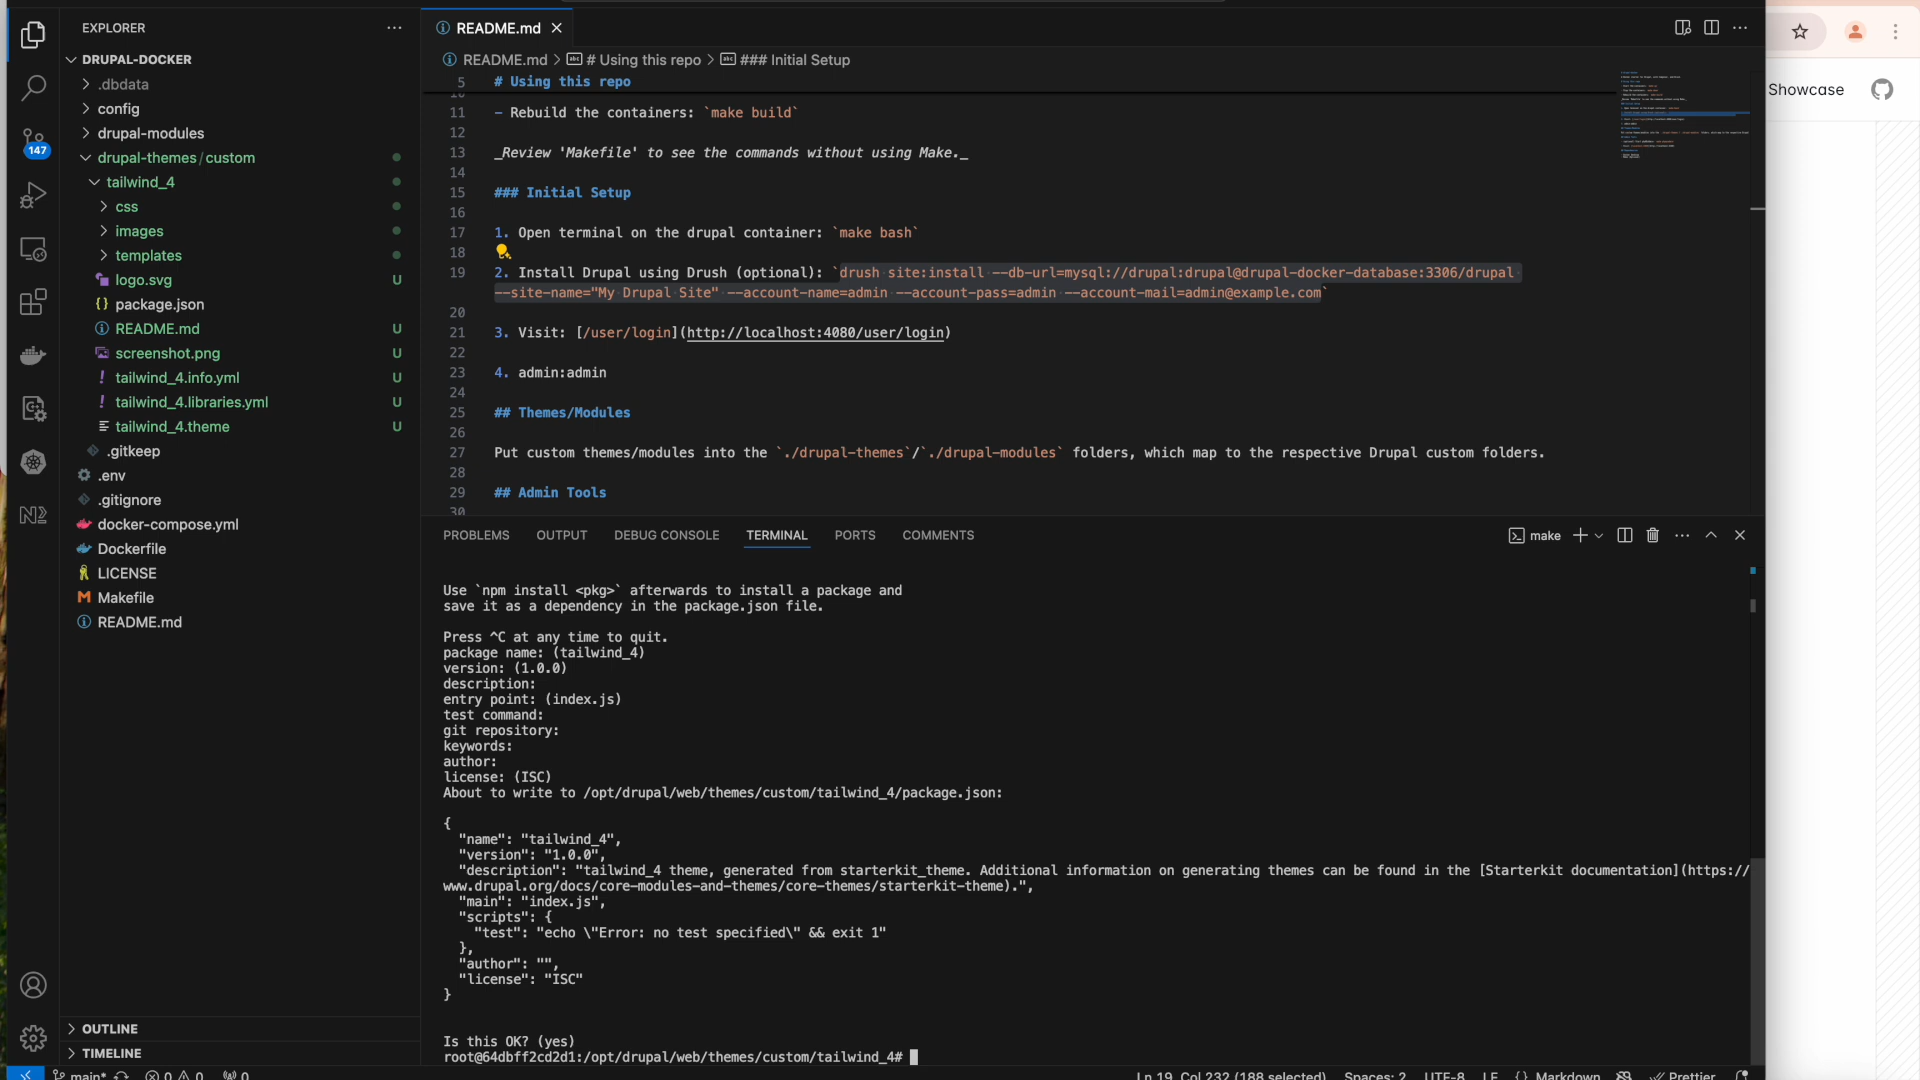 EXPLORER
README.md
DRUPAL-DOCKER
README.md > # Using this repo > ### Initial Setup
Showcase
.dbdata
config
drupal-modules
drupal-themes/custom
tailwind_4
css
images
templates
logo.svg U
package.json
README.md U
screenshot.png U
tailwind_4.info.yml U
tailwind_4.libraries.yml U
tailwind_4.theme U
.gitkeep
.env
.gitignore
docker-compose.yml
Dockerfile
LICENSE
Makefile
README.md
147
OUTLINE
TIMELINE
5 # Using this repo
10
11 - Rebuild the containers: `make build`
12
13 _Review 'Makefile' to see the commands without using Make._
14
15 ### Initial Setup
16
17 1. Open terminal on the drupal container: `make bash`
18
19 2. Install Drupal using Drush (optional): `drush site:install --db-url=mysql://drupal:drupal@drupal-docker-database:3306/drupal
--site-name="My Drupal Site" --account-name=admin --account-pass=admin --account-mail=admin@example.com`
20
21 3. Visit: [/user/login](http://localhost:4080/user/login)
22
23 4. admin:admin
24
25 ## Themes/Modules
26
27 Put custom themes/modules into the `./drupal-themes`/`./drupal-modules` folders, which map to the respective Drupal custom folders.
28
29 ## Admin Tools
30
PROBLEMS OUTPUT DEBUG CONSOLE TERMINAL PORTS COMMENTS
make
Use `npm install <pkg>` afterwards to install a package and
save it as a dependency in the package.json file.
Press ^C at any time to quit.
package name: (tailwind_4)
version: (1.0.0)
description:
entry point: (index.js)
test command:
git repository:
keywords:
author:
license: (ISC)
About to write to /opt/drupal/web/themes/custom/tailwind_4/package.json:
{
"name": "tailwind_4",
"version": "1.0.0",
"description": "tailwind_4 theme, generated from starterkit_theme. Additional information on generating themes can be found in the [Starterkit documentation](https://
www.drupal.org/docs/core-modules-and-themes/core-themes/starterkit-theme).",
"main": "index.js",
"scripts": {
"test": "echo \"Error: no test specified\" && exit 1"
},
"author": "",
"license": "ISC"
}
Is this OK? (yes)
root@64dbff2cd2d1:/opt/drupal/web/themes/custom/tailwind_4#
main* 0 0 0
Ln 19, Col 232 (188 selected) Spaces: 2 UTF-8 LF {} Markdown Prettier